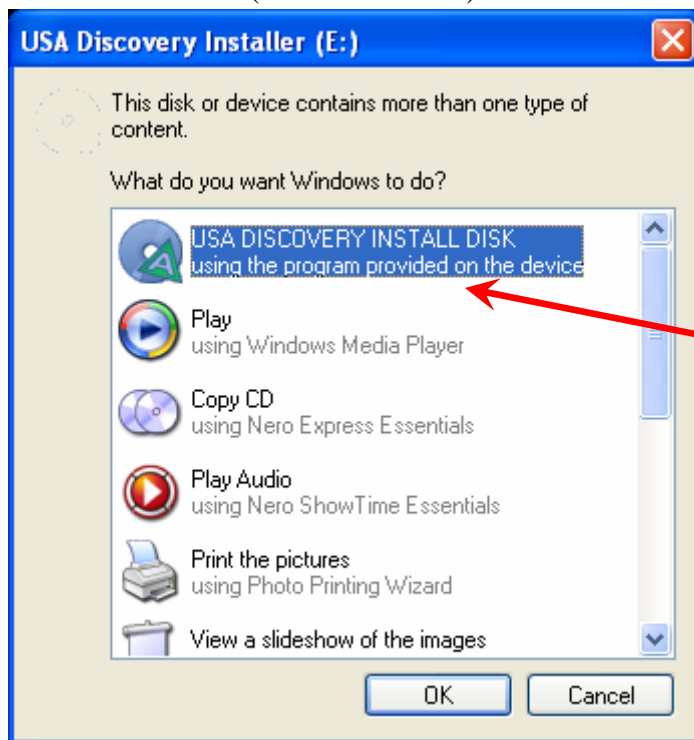 USA Discovery Installer (E:)
This disk or device contains more than one type of
content.
What do you want Windows to do?
USA DISCOVERY INSTALL DISK
using the program provided on the device
Play
using Windows Media Player
Copy CD
using Nero Express Essentials
Play Audio
using Nero ShowTime Essentials
Print the pictures
using Photo Printing Wizard
View a slideshow of the images
OK
Cancel